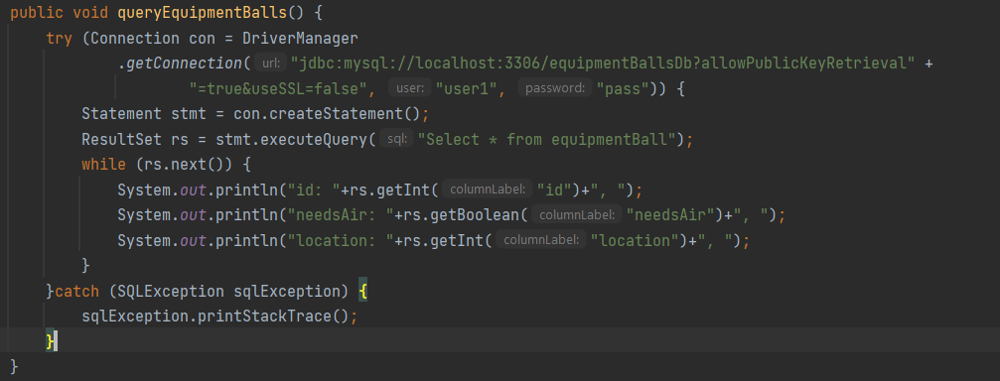 public void queryEquipmentBalls() {
try (Connection con = DriverManager
.getConnection( url: "jdbc:mysql://localhost:3306/equipmentBallsDb?allowPublicKeyRetrieval" +
"=true&useSSL=false", user: "user1", password: "pass")) {
Statement stmt = con.createStatement();
ResultSet rs = stmt.executeQuery( sql: "Select * from equipmentBall");
while (rs.next()) {
System.out.println("id: "+rs.getInt( columnLabel: "id")+", ");
System.out.println("needsAir: "+rs.getBoolean( columnLabel: "needsAir")+", ");
System.out.println("location: "+rs.getInt( columnLabel: "location")+", ");
}
}catch (SQLException sqlException) {
sqlException.printStackTrace();
}
}